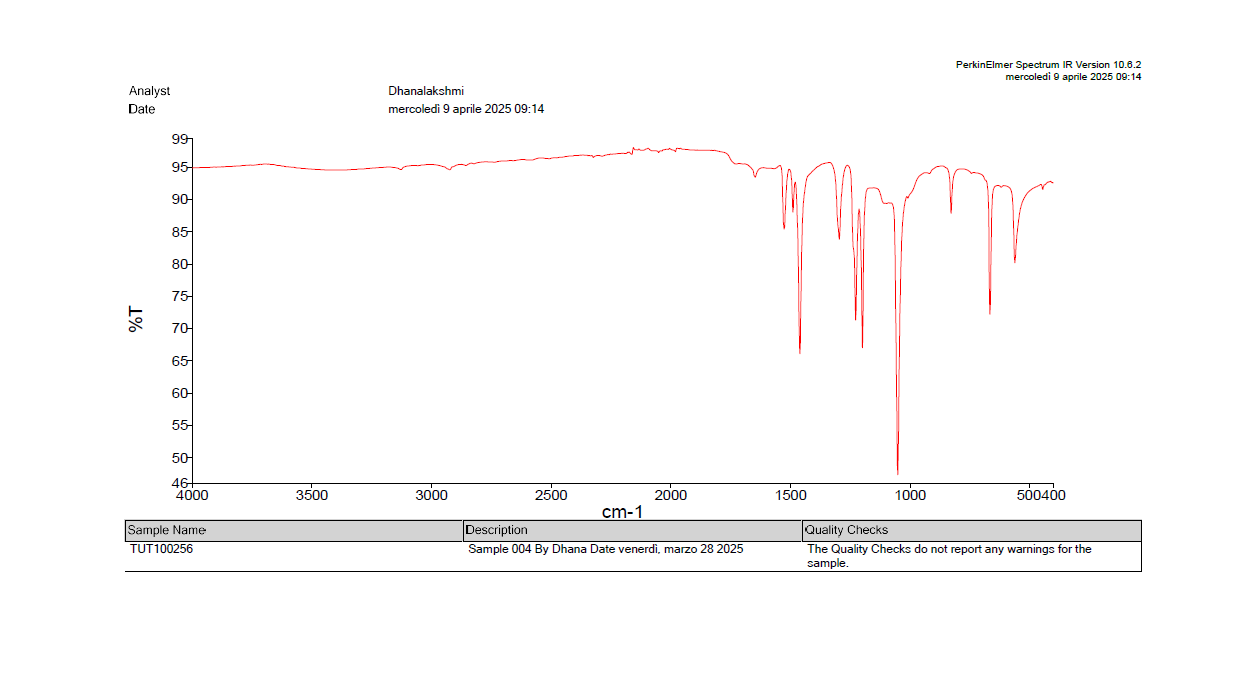 PerkinElmer Spectrum IR Version 10.6.2
mercoledì 9 aprile 2025 09:14
Analyst Dhanalakshmi
Date mercoledì 9 aprile 2025 09:14
99
95
90
85
80
75
70
65
60
55
50
46
%T
4000 3500 3000 2500 2000 1500 1000 500 400
cm-1
Sample Name Description Quality Checks
TUT100256 Sample 004 By Dhana Date venerdì, marzo 28 2025 The Quality Checks do not report any warnings for the
sample.